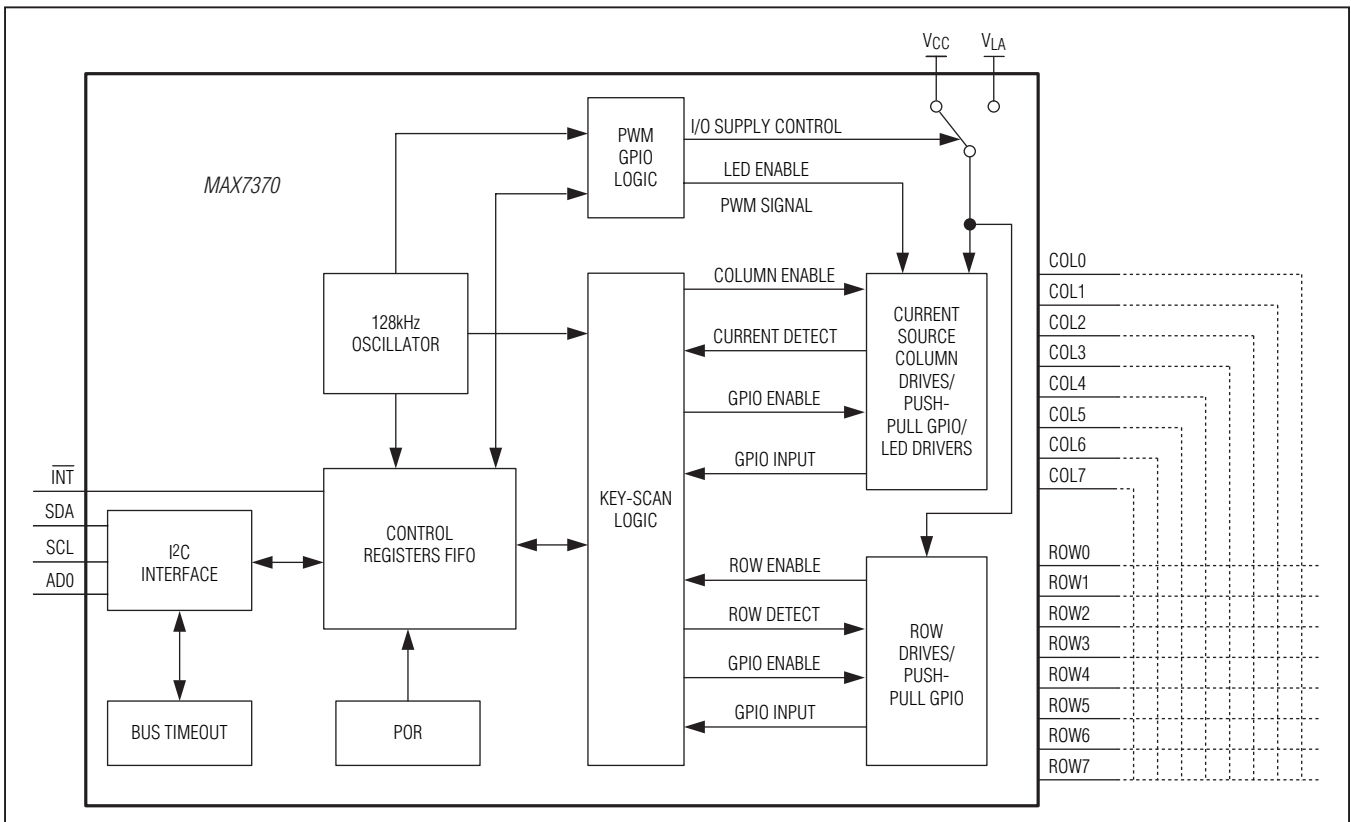 VCC
VLA
MAX7370
PWM
GPIO
LOGIC
I/O SUPPLY CONTROL
LED ENABLE
PWM SIGNAL
128kHz
OSCILLATOR
COLUMN ENABLE
CURRENT DETECT
GPIO ENABLE
GPIO INPUT
CURRENT
SOURCE
COLUMN
DRIVES/
PUSH-
PULL GPIO/
LED DRIVERS
COL0
COL1
COL2
COL3
COL4
COL5
COL6
COL7
INT
SDA
SCL
AD0
I2C
INTERFACE
CONTROL
REGISTERS FIFO
KEY-SCAN
LOGIC
ROW ENABLE
ROW DETECT
GPIO ENABLE
GPIO INPUT
ROW
DRIVES/
PUSH-
PULL GPIO
ROW0
ROW1
ROW2
ROW3
ROW4
ROW5
ROW6
ROW7
BUS TIMEOUT
POR